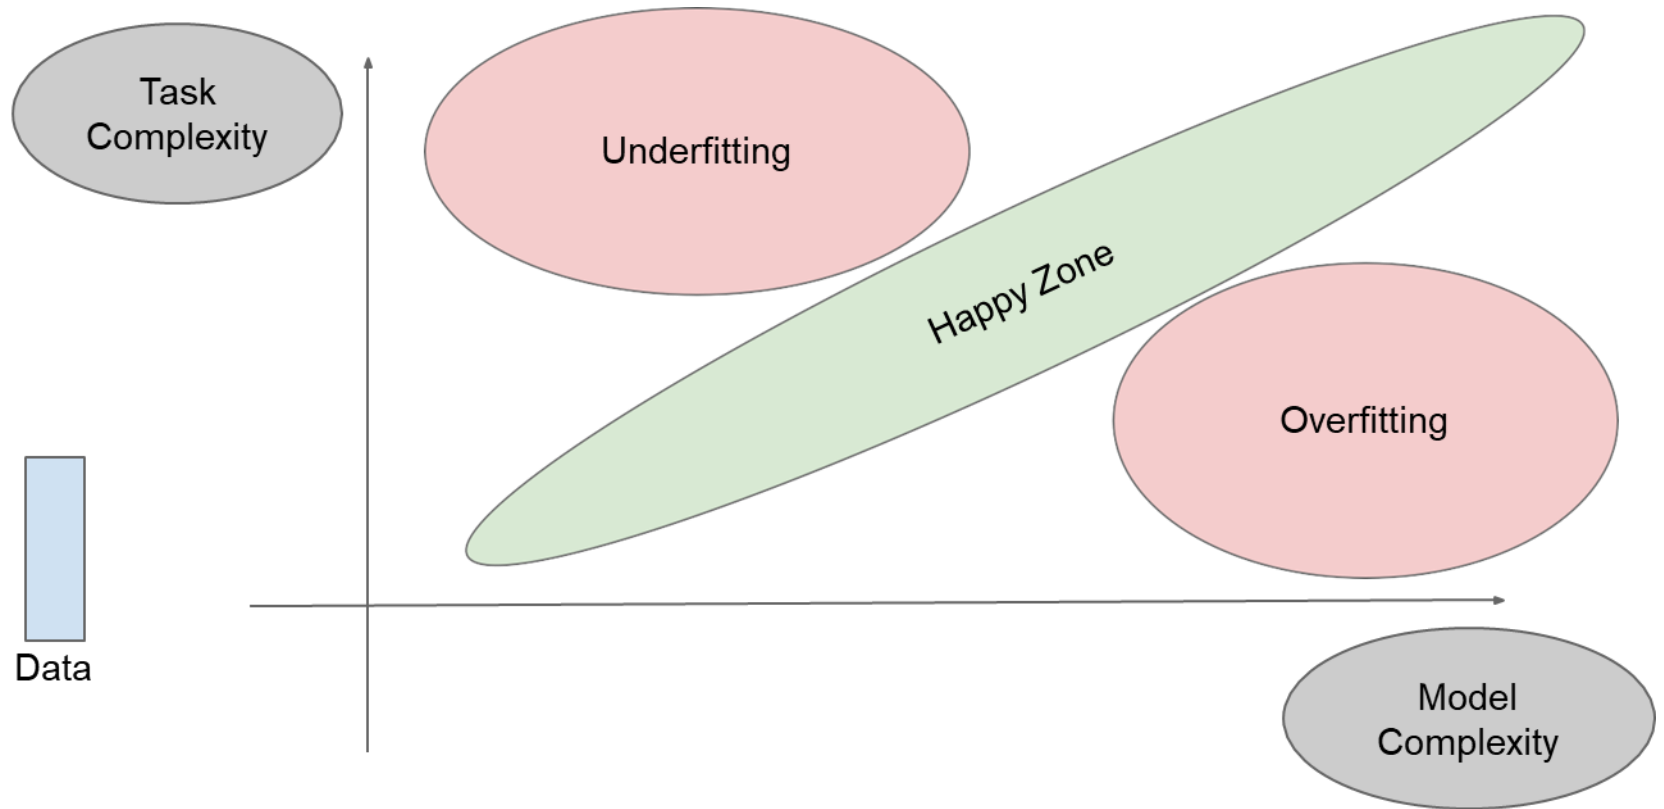 Task
Complexity
Underfitting
Happy Zone
Overfitting
Data
Model
Complexity